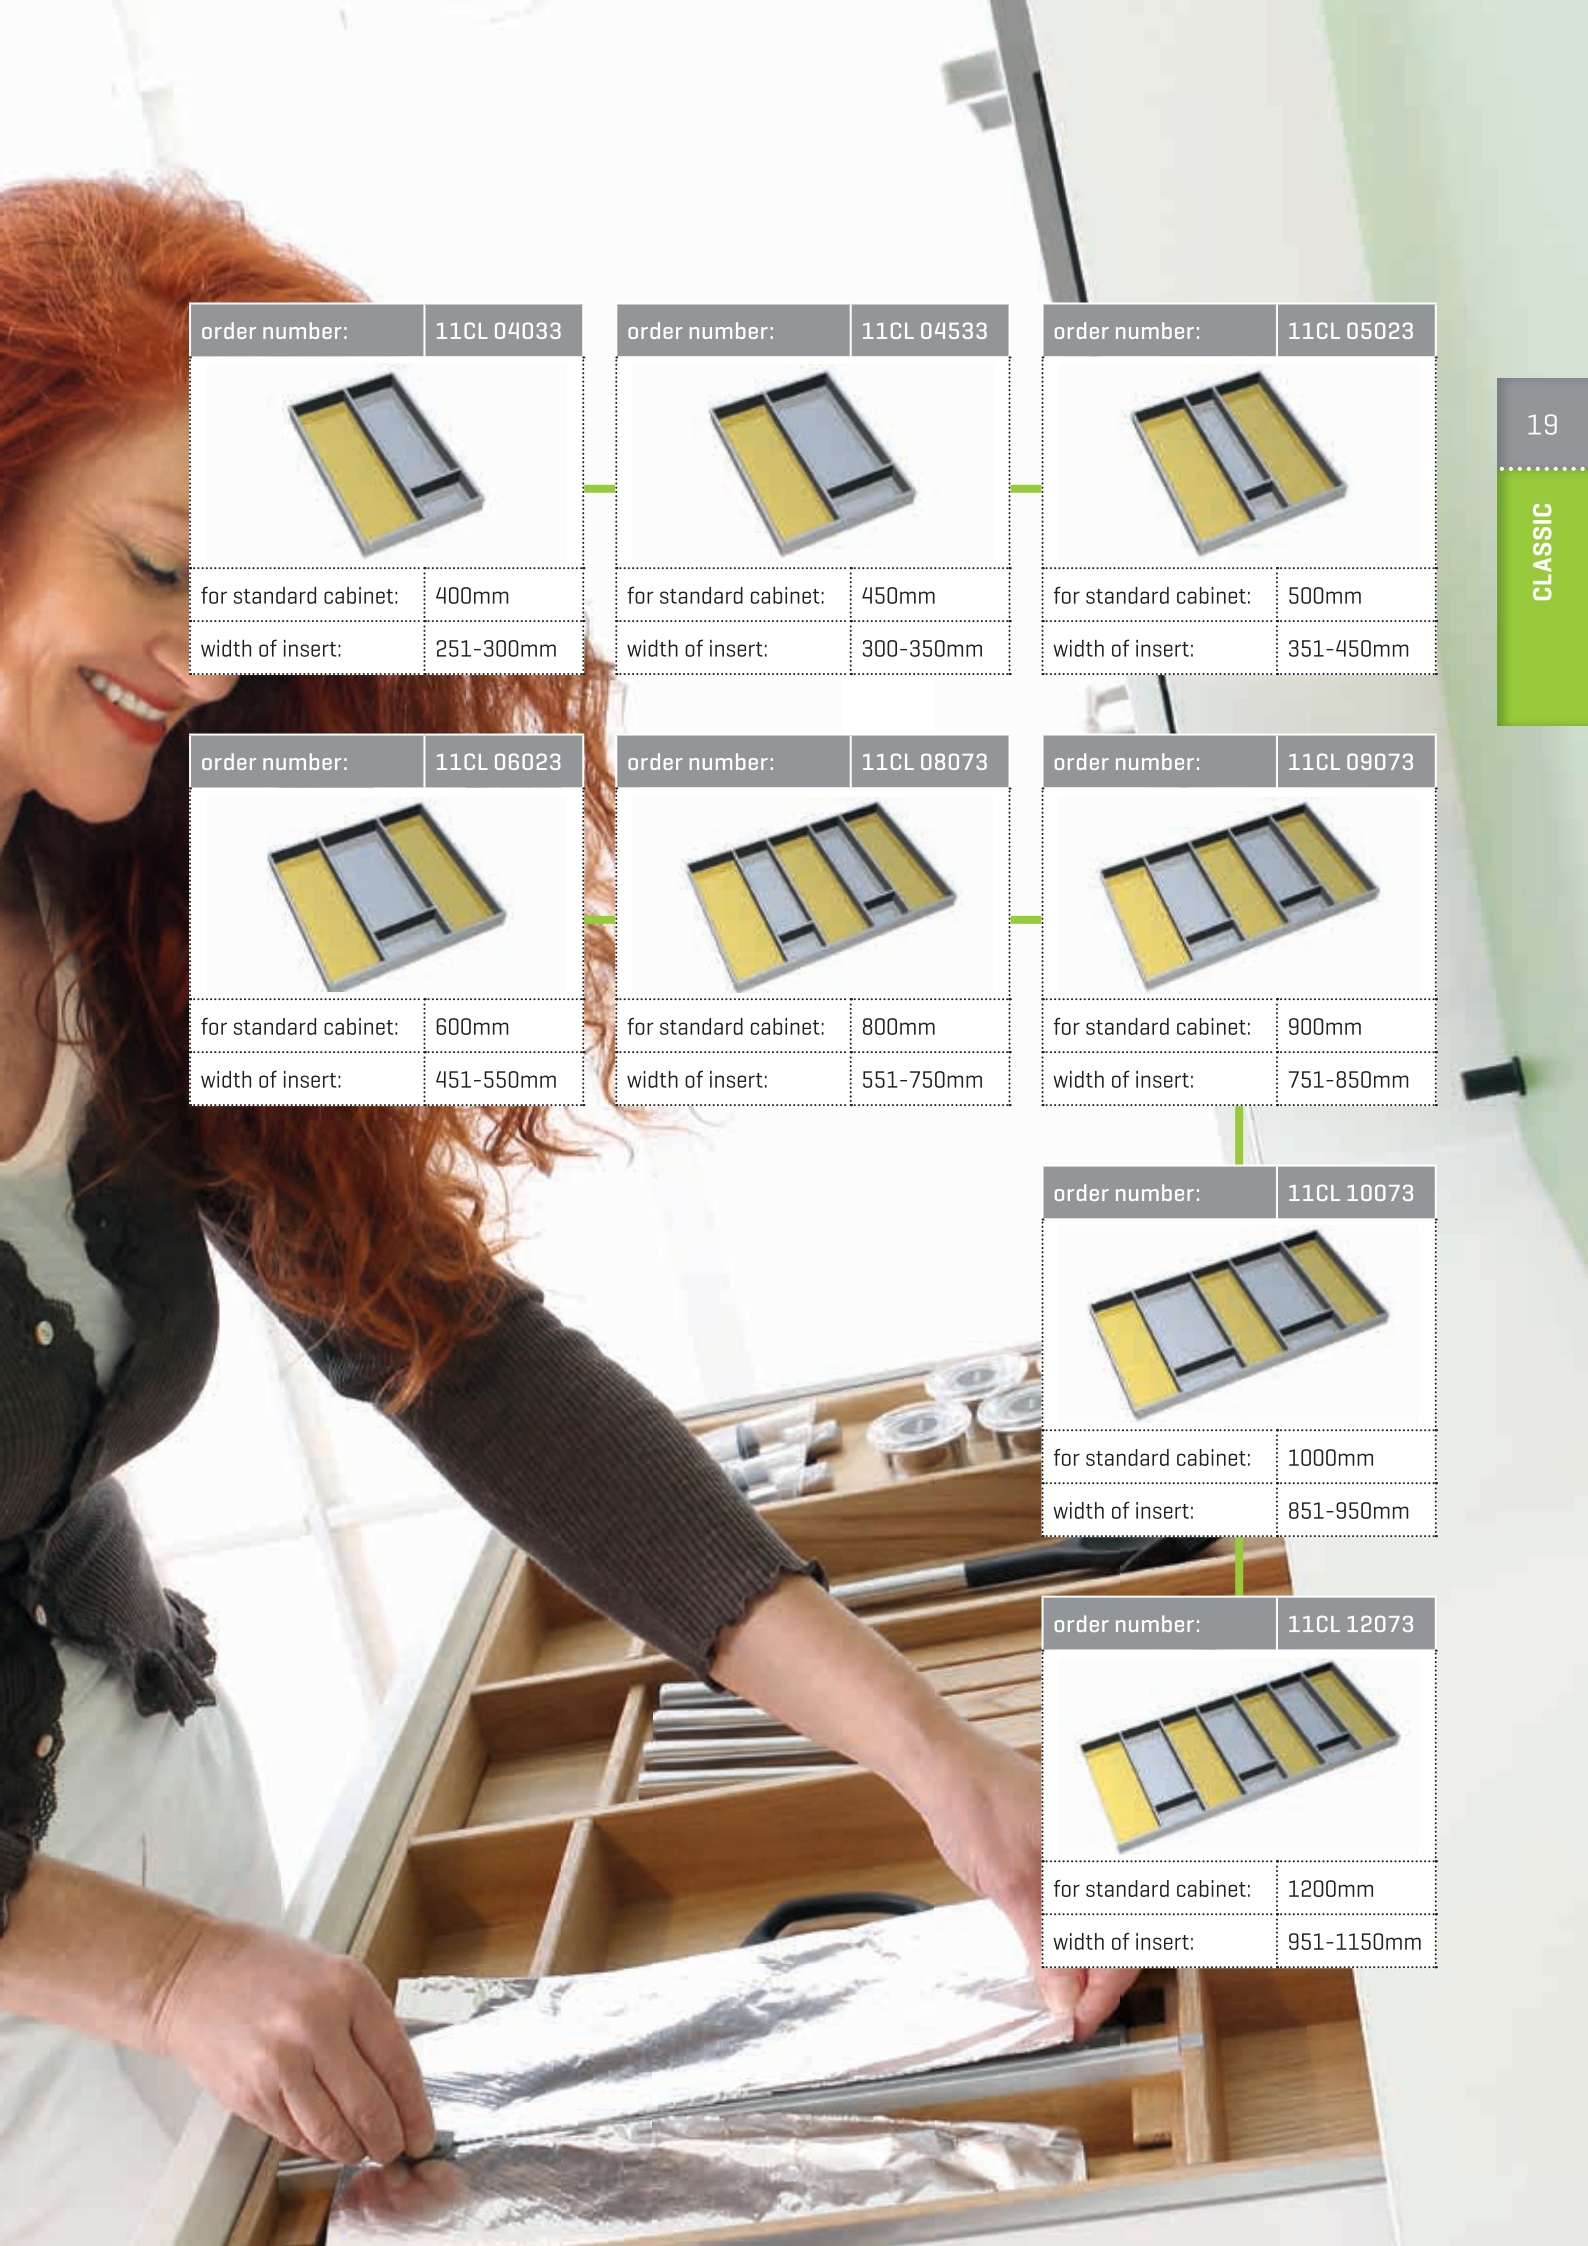 order number: 11CL 04033
for standard cabinet: 400mm
width of insert: 251-300mm
order number: 11CL 04533
for standard cabinet: 450mm
width of insert: 300-350mm
order number: 11CL 05023
for standard cabinet: 500mm
width of insert: 351-450mm
19
CLASSIC
order number: 11CL 06023
for standard cabinet: 600mm
width of insert: 451-550mm
order number: 11CL 08073
for standard cabinet: 800mm
width of insert: 551-750mm
order number: 11CL 09073
for standard cabinet: 900mm
width of insert: 751-850mm
order number: 11CL 10073
for standard cabinet: 1000mm
width of insert: 851-950mm
order number: 11CL 12073
for standard cabinet: 1200mm
width of insert: 951-1150mm